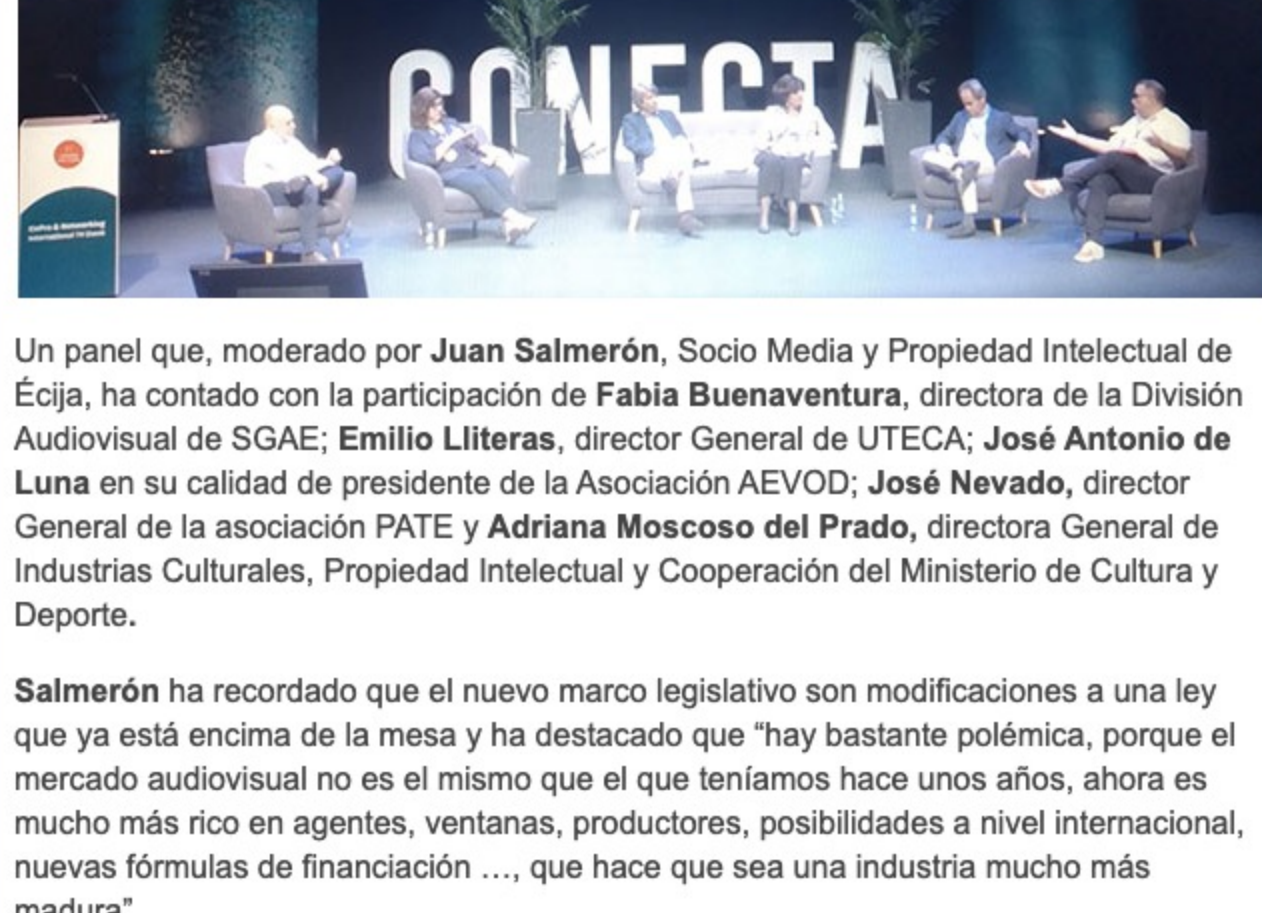 CONECTA
Un panel que, moderado por Juan Salmerón, Socio Media y Propiedad Intelectual de
Écija, ha contado con la participación de Fabia Buenaventura, directora de la División
Audiovisual de SGAE; Emilio Lliteras, director General de UTECA; José Antonio de
Luna en su calidad de presidente de la Asociación AEVOD; José Nevado, director
General de la asociación PATE y Adriana Moscoso del Prado, directora General de
Industrias Culturales, Propiedad Intelectual y Cooperación del Ministerio de Cultura y
Deporte.
Salmerón ha recordado que el nuevo marco legislativo son modificaciones a una ley
que ya está encima de la mesa y ha destacado que “hay bastante polémica, porque el
mercado audiovisual no es el mismo que el que teníamos hace unos años, ahora es
mucho más rico en agentes, ventanas, productores, posibilidades a nivel internacional,
nuevas fórmulas de financiación …, que hace que sea una industria mucho más
madura”